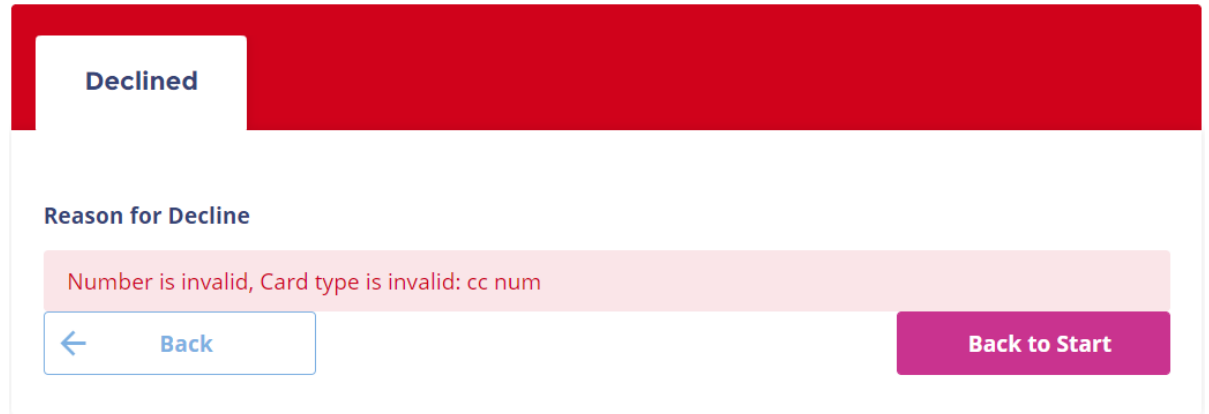 Declined
Reason for Decline
Number is invalid, Card type is invalid: cc num
Back
Back to Start